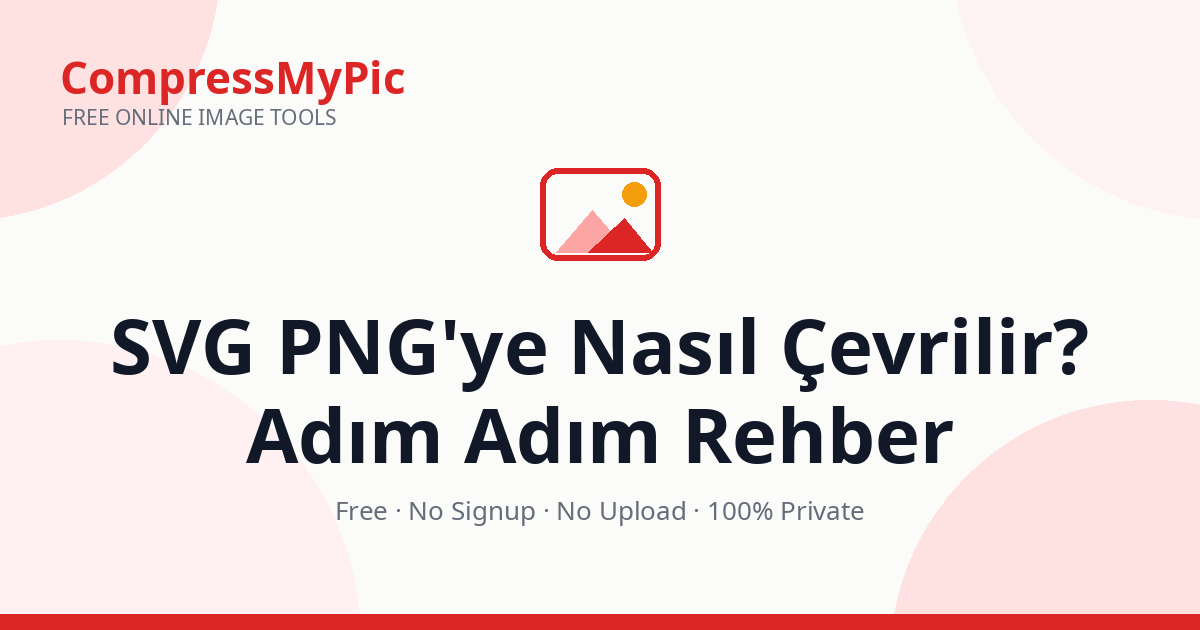 CompressMyPic
FREE ONLINE IMAGE TOOLS
SVG PNG'ye Nasıl Çevrilir?
Adım Adım Rehber
Free · No Signup · No Upload · 100% Private